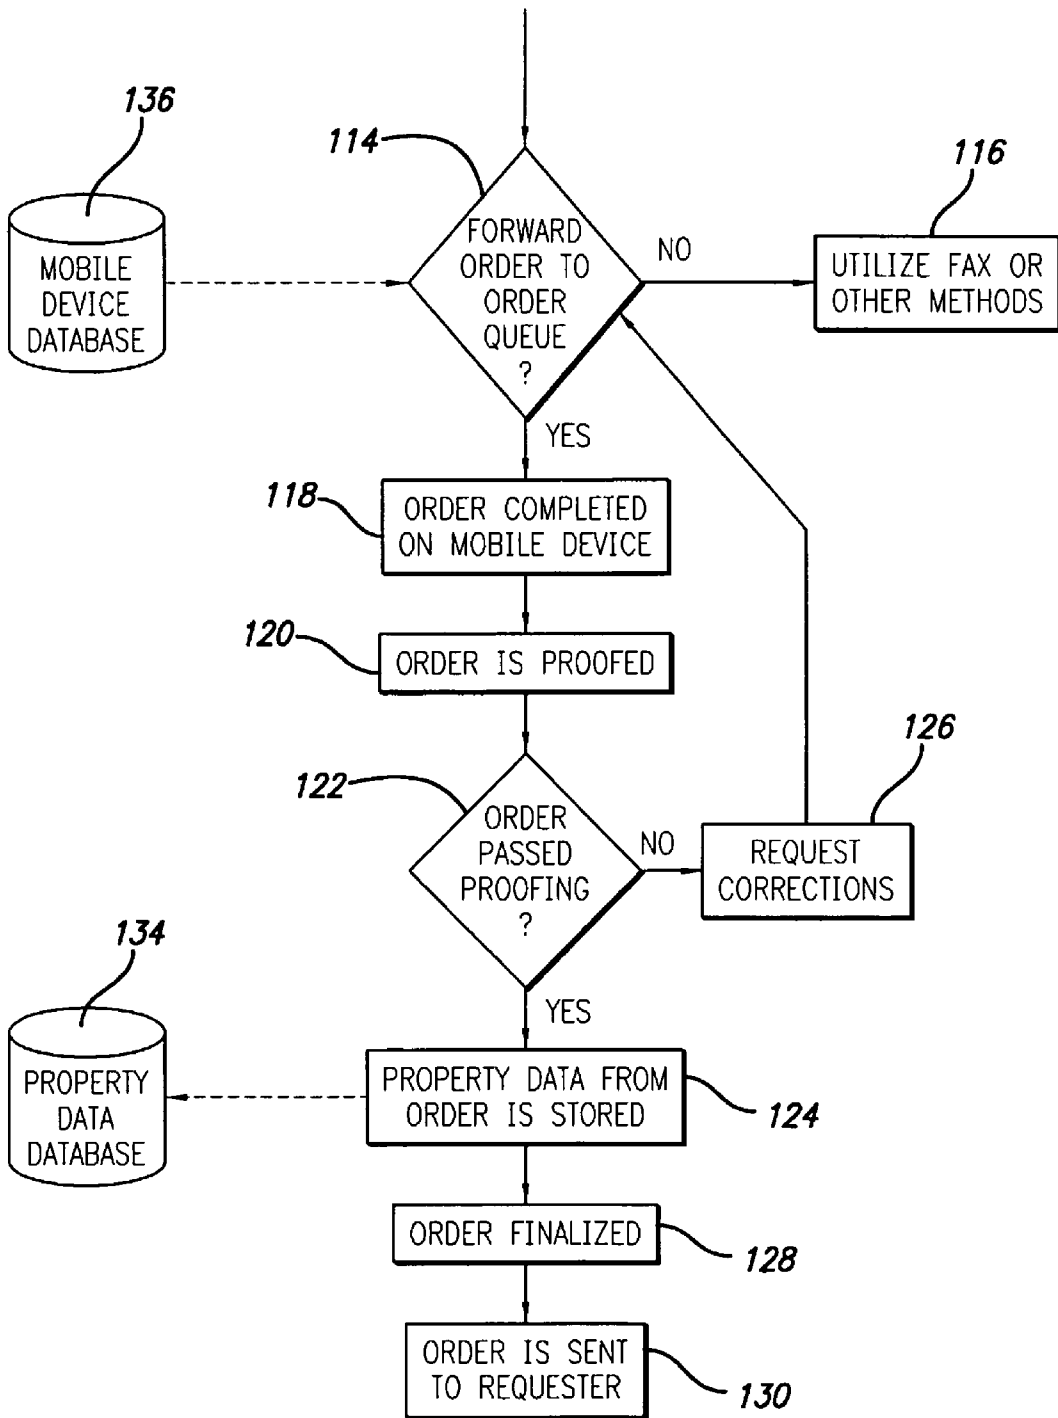 136
114
116
MOBILE
DEVICE
DATABASE
FORWARD
ORDER TO
ORDER
QUEUE
?
NO
UTILIZE FAX OR
OTHER METHODS
YES
118
ORDER COMPLETED
ON MOBILE DEVICE
120
ORDER IS PROOFED
126
122
ORDER
PASSED
PROOFING
?
NO
REQUEST
CORRECTIONS
134
YES
PROPERTY
DATA
DATABASE
PROPERTY DATA FROM
ORDER IS STORED
124
ORDER FINALIZED
128
ORDER IS SENT
TO REQUESTER
130